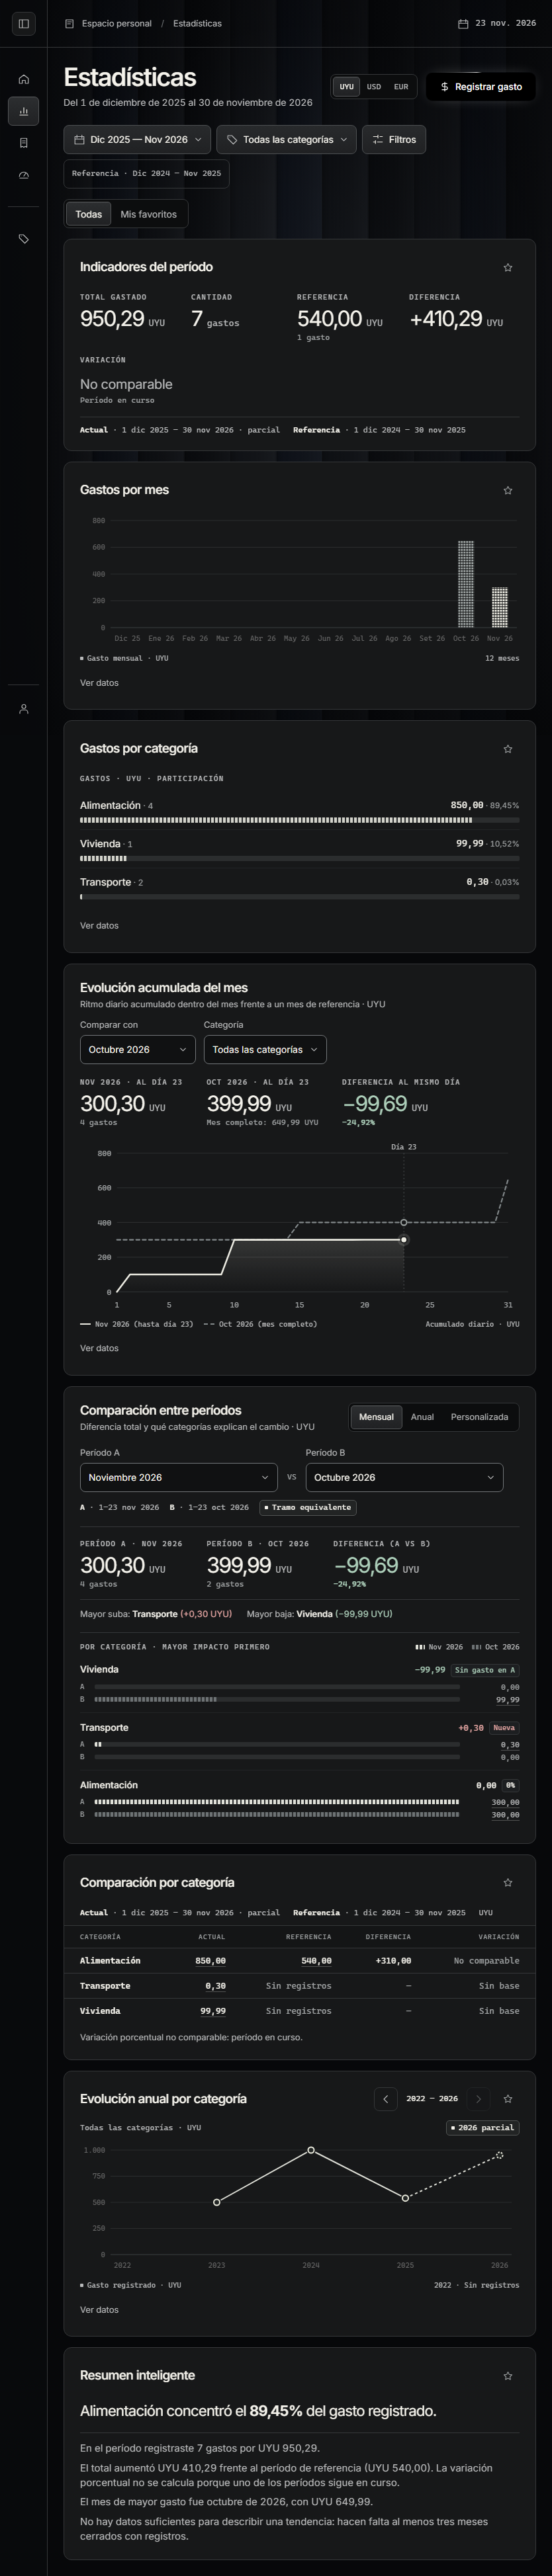 Espacio personal / Estadísticas
23 nov. 2026
Estadísticas
Del 1 de diciembre de 2025 al 30 de noviembre de 2026
UYU USD EUR
Registrar gasto
Dic 2025 — Nov 2026
Todas las categorías
Filtros
Referencia · Dic 2024 — Nov 2025
Todas Mis favoritos
Indicadores del período
TOTAL GASTADO CANTIDAD REFERENCIA DIFERENCIA
950,29 UYU 7 gastos 540,00 UYU +410,29 UYU
1 gasto
VARIACIÓN
No comparable
Período en curso
Actual · 1 dic 2025 — 30 nov 2026 · parcial Referencia · 1 dic 2024 — 30 nov 2025
Gastos por mes
800
600
400
200
0
Dic 25 Ene 26 Feb 26 Mar 26 Abr 26 May 26 Jun 26 Jul 26 Ago 26 Set 26 Oct 26 Nov 26
Gasto mensual · UYU
12 meses
Ver datos
Gastos por categoría
GASTOS · UYU · PARTICIPACIÓN
Alimentación · 4 850,00 · 89,45%
Vivienda · 1 99,99 · 10,52%
Transporte · 2 0,30 · 0,03%
Ver datos
Evolución acumulada del mes
Ritmo diario acumulado dentro del mes frente a un mes de referencia · UYU
Comparar con Categoría
Octubre 2026 Todas las categorías
NOV 2026 · AL DÍA 23 OCT 2026 · AL DÍA 23 DIFERENCIA AL MISMO DÍA
300,30 UYU 399,99 UYU −99,69 UYU
4 gastos Mes completo: 649,99 UYU −24,92%
Día 23
800
600
400
200
0
1 5 10 15 20 25 31
Nov 2026 (hasta día 23) Oct 2026 (mes completo) Acumulado diario · UYU
Ver datos
Comparación entre períodos
Diferencia total y qué categorías explican el cambio · UYU
Mensual Anual Personalizada
Período A Período B
Noviembre 2026 VS Octubre 2026
A · 1–23 nov 2026 B · 1–23 oct 2026 Tramo equivalente
PERÍODO A · NOV 2026 PERÍODO B · OCT 2026 DIFERENCIA (A VS B)
300,30 UYU 399,99 UYU −99,69 UYU
4 gastos 2 gastos −24,92%
Mayor suba: Transporte (+0,30 UYU) Mayor baja: Vivienda (−99,99 UYU)
POR CATEGORÍA · MAYOR IMPACTO PRIMERO Nov 2026 Oct 2026
Vivienda −99,99 Sin gasto en A
A 0,00
B 99,99
Transporte +0,30 Nueva
A 0,30
B 0,00
Alimentación 0,00 0%
A 300,00
B 300,00
Comparación por categoría
Actual · 1 dic 2025 — 30 nov 2026 · parcial Referencia · 1 dic 2024 — 30 nov 2025 UYU
CATEGORÍA ACTUAL REFERENCIA DIFERENCIA VARIACIÓN
Alimentación 850,00 540,00 +310,00 No comparable
Transporte 0,30 Sin registros — Sin base
Vivienda 99,99 Sin registros — Sin base
Variación porcentual no comparable: período en curso.
Evolución anual por categoría
2022 — 2026
Todas las categorías · UYU
2026 parcial
1.000
750
500
250
0
2022 2023 2024 2025 2026
Gasto registrado · UYU
2022 · Sin registros
Ver datos
Resumen inteligente
Alimentación concentró el 89,45% del gasto registrado.
En el período registraste 7 gastos por UYU 950,29.
El total aumentó UYU 410,29 frente al período de referencia (UYU 540,00). La variación
porcentual no se calcula porque uno de los períodos sigue en curso.
El mes de mayor gasto fue octubre de 2026, con UYU 649,99.
No hay datos suficientes para describir una tendencia: hacen falta al menos tres meses
cerrados con registros.